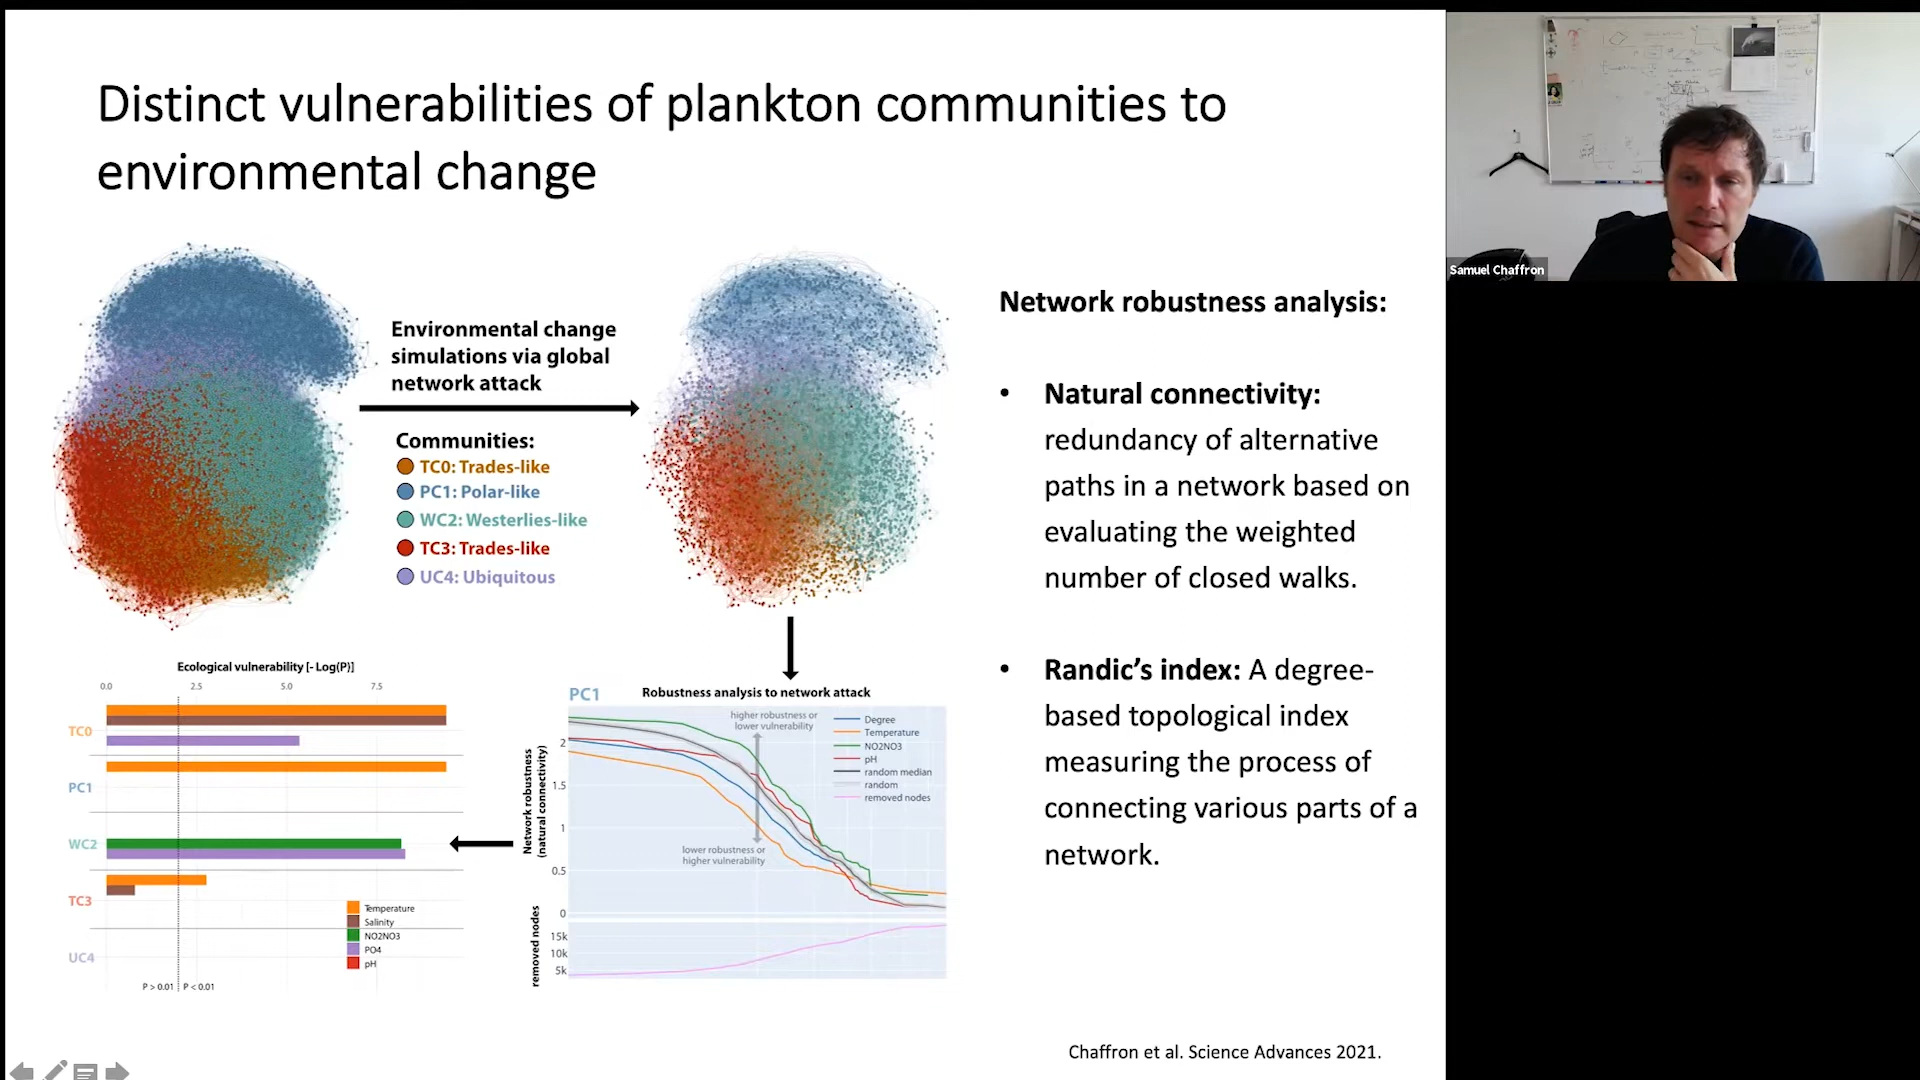 Distinct vulnerabilities of plankton communities to
environmental change
Samuel Chaffron
Environmental change
simulations via global
network attack
Communities:
TC0: Trades-like
PC1: Polar-like
WC2: Westerlies-like
TC3: Trades-like
UC4: Ubiquitous
Network robustness analysis:
• Natural connectivity:
redundancy of alternative
paths in a network based on
evaluating the weighted
number of closed walks.
• Randic’s index: A degree-
based topological index
measuring the process of
connecting various parts of a
network.
Ecological vulnerability [- Log(P)]
0.0 2.5 5.0 7.5
TC0
PC1
WC2
TC3
UC4
Temperature
Salinity
NO2NO3
PO4
pH
P > 0.01 P < 0.01
PC1
Robustness analysis to network attack
higher robustness or
lower vulnerability
Degree
Temperature
NO2NO3
pH
random median
random
removed nodes
lower robustness or
higher vulnerability
Network robustness
(natural connectivity)
2
1.5
1
0.5
0
removed nodes
15k
10k
5k
Chaffron et al. Science Advances 2021.